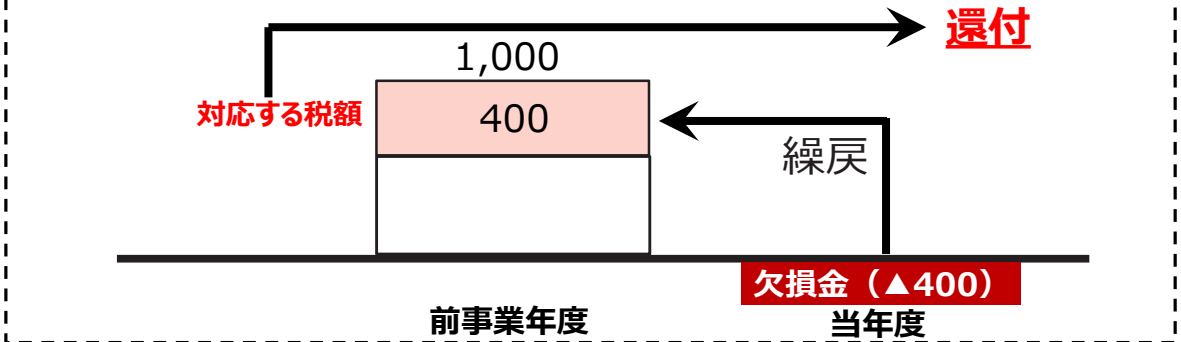 還付
1,000
対応する税額
400
繰戻
欠損金（▲400）
前事業年度
当年度